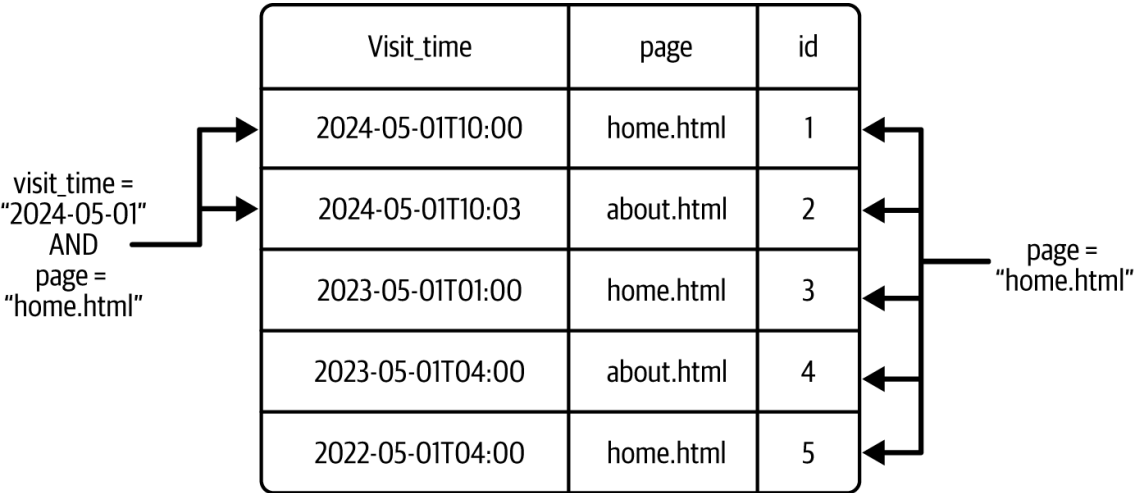 Visit_time page id
2024-05-01T10:00 home.html 1
visit_time =
“2024-05-01”
AND
page =
“home.html”
2024-05-01T10:03 about.html 2
2023-05-01T01:00 home.html 3
page =
“home.html”
2023-05-01T04:00 about.html 4
2022-05-01T04:00 home.html 5